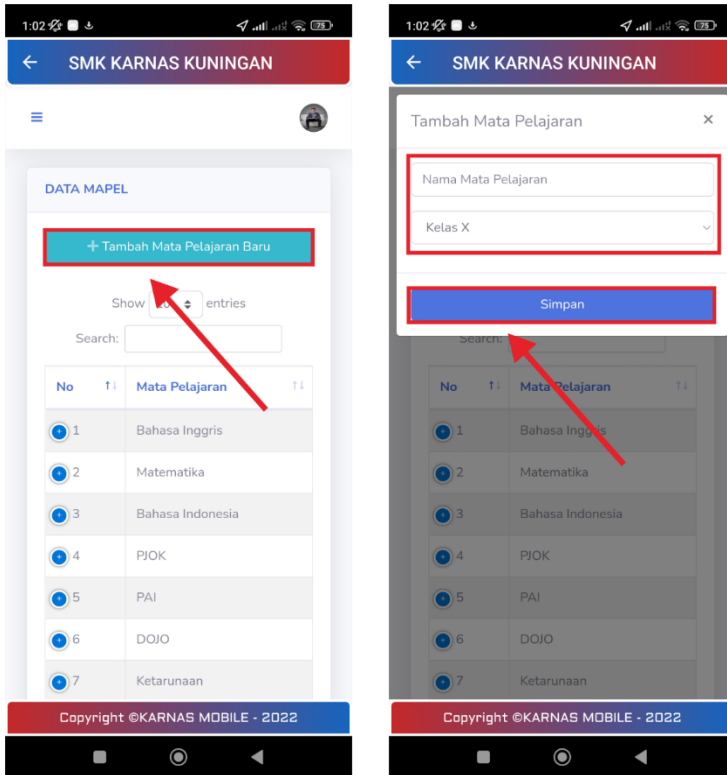 1:02
75
SMK KARNAS KUNINGAN
DATA MAPEL
+ Tambah Mata Pelajaran Baru
Show entries
Search:
No Mata Pelajaran
1 Bahasa Inggris
2 Matematika
3 Bahasa Indonesia
4 PJOK
5 PAI
6 DOJO
7 Ketarunaan
Copyright ©KARNAS MOBILE - 2022
1:02
75
SMK KARNAS KUNINGAN
Tambah Mata Pelajaran ×
Nama Mata Pelajaran
Kelas X
Simpan
Search:
No Mata Pelajaran
1 Bahasa Inggris
2 Matematika
3 Bahasa Indonesia
4 PJOK
5 PAI
6 DOJO
7 Ketarunaan
Copyright ©KARNAS MOBILE - 2022